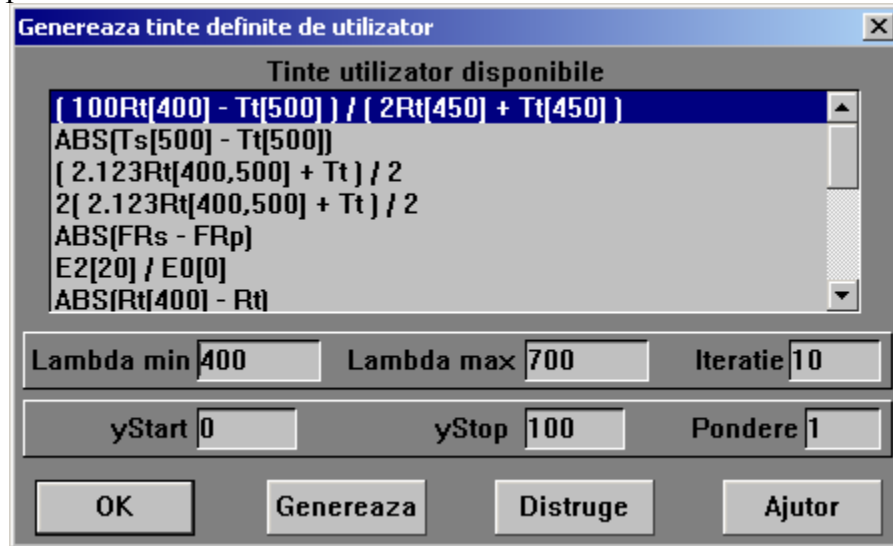 Genereaza tinte definite de utilizator
Tinte utilizator disponibile
( 100Rt[400] - Tt[500] ) / ( 2Rt[450] + Tt[450] )
ABS(Ts[500] - Tt[500])
( 2.123Rt[400,500] + Tt ) / 2
2( 2.123Rt[400,500] + Tt ) / 2
ABS(FRs - FRp)
E2[20] / E0[0]
ABS(Rt[400] - Rt)
Lambda min 400 Lambda max 700 Iteratie 10
yStart 0 yStop 100 Pondere 1
OK Genereaza Distruge Ajutor